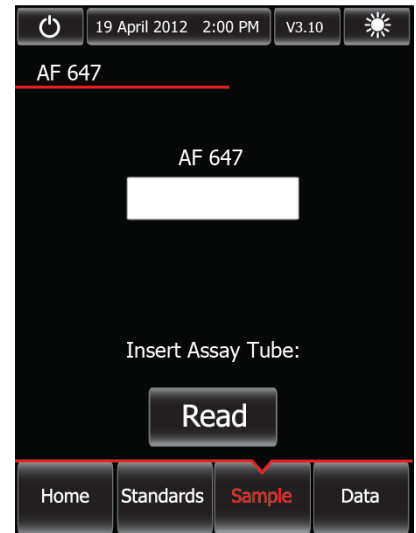 19 April 2012 2:00 PM V3.10
AF 647
AF 647
Insert Assay Tube:
Read
Home Standards Sample Data